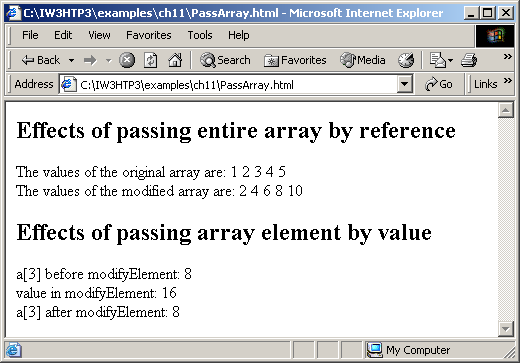 C:\IW3HTP3\examples\ch11\PassArray.html - Microsoft Internet Explorer
File Edit View Favorites Tools Help
Back Search Favorites Media
Address C:\IW3HTP3\examples\ch11\PassArray.html Go Links
Effects of passing entire array by reference
The values of the original array are: 1 2 3 4 5
The values of the modified array are: 2 4 6 8 10
Effects of passing array element by value
a[3] before modifyElement: 8
value in modifyElement: 16
a[3] after modifyElement: 8
My Computer